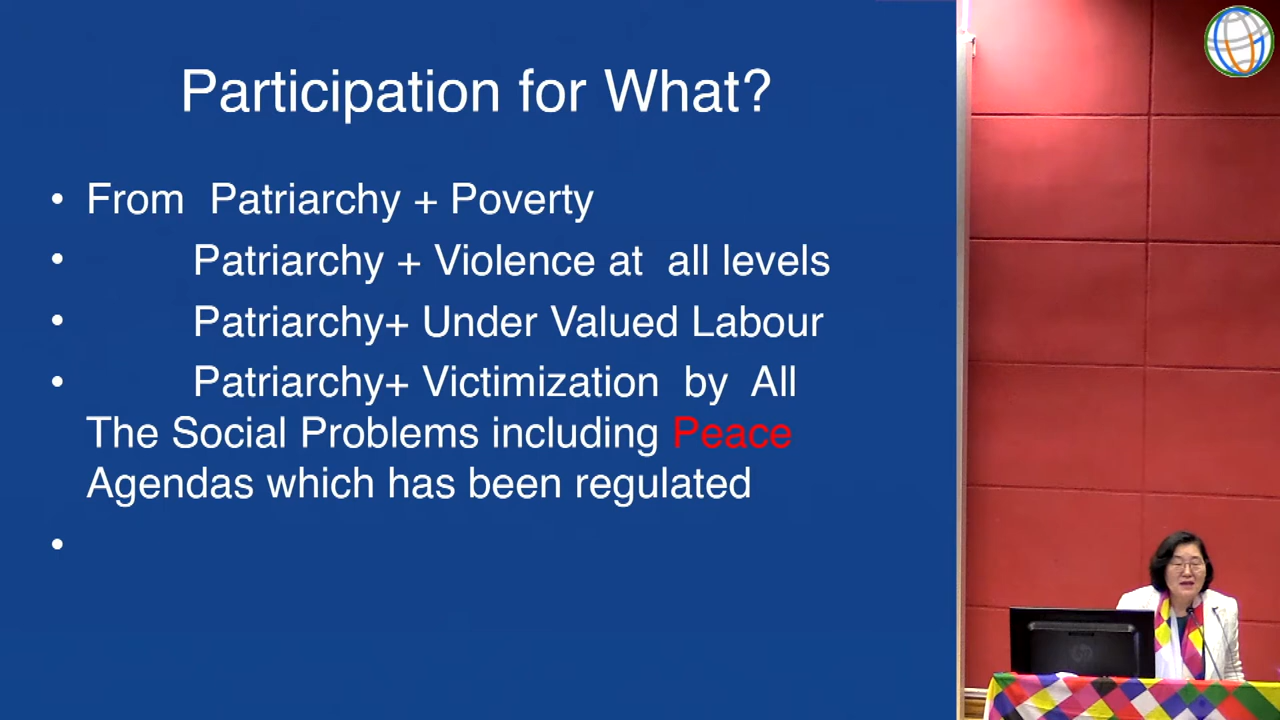 Participation for What?
• From Patriarchy + Poverty
• Patriarchy + Violence at all levels
• Patriarchy+ Under Valued Labour
• Patriarchy+ Victimization by All
The Social Problems including Peace
Agendas which has been regulated
•